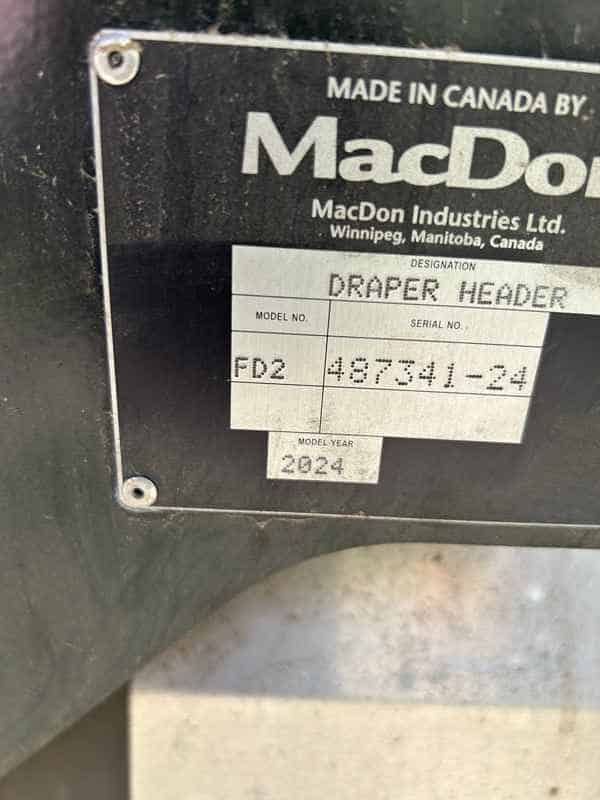 MADE IN CANADA BY
MacDon
MacDon Industries Ltd.
Winnipeg, Manitoba, Canada
DESIGNATION
DRAPER HEADER
MODEL NO. SERIAL NO.
FD2 487341-24
MODEL YEAR
2024